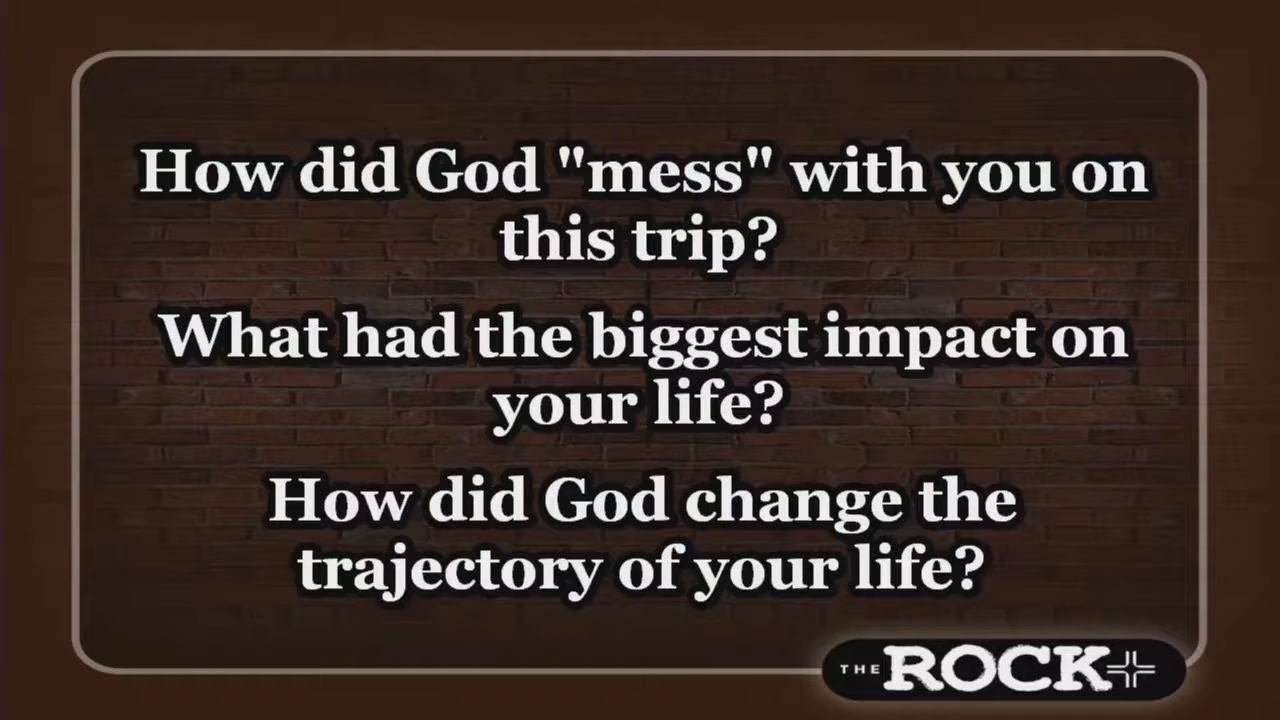 How did God "mess" with you on
this trip?
What had the biggest impact on
your life?
How did God change the
trajectory of your life?
THE ROCK